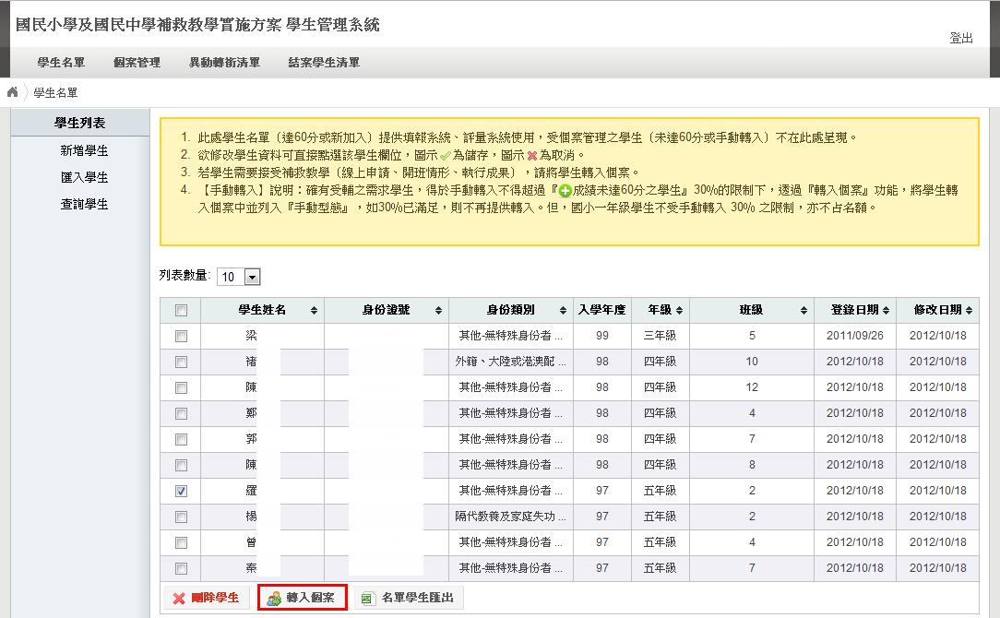 國民小學及國民中學補救教學實施方案 學生管理系統
登出
學生名單 個案管理 異動轉銜清單 結案學生清單
學生名單
學生列表
新增學生
匯入學生
查詢學生
1. 此處學生名單（達60分或新加入）提供填報系統、評量系統使用，受個案管理之學生（未達60分或手動轉入）不在此處呈現。
2. 欲修改學生資料可直接點選該學生欄位，圖示 為儲存，圖示 為取消。
3. 若學生需要接受補救教學（線上申請、開班情形、執行成果），請將學生轉入個案。
4. 【手動轉入】說明：確有受輔之需求學生，得於手動轉入不得超過『 成績未達60分之學生』30%的限制下，透過『轉入個案』功能，將學生轉
入個案中並列入『手動型態』，如30%已滿足，則不再提供轉入。但，國小一年級學生不受手動轉入 30% 之限制，亦不占名額。
列表數量: 10
學生姓名 身份證號 身份類別 入學年度 年級 班級 登錄日期 修改日期
梁 其他-無特殊身份者 ... 99 三年級 5 2011/09/26 2012/10/18
褚 外籍、大陸或港澳配 ... 98 四年級 10 2012/10/18 2012/10/18
陳 其他-無特殊身份者 ... 98 四年級 12 2012/10/18 2012/10/18
鄭 其他-無特殊身份者 ... 98 四年級 4 2012/10/18 2012/10/18
郭 其他-無特殊身份者 ... 98 四年級 7 2012/10/18 2012/10/18
陳 其他-無特殊身份者 ... 98 四年級 8 2012/10/18 2012/10/18
羅 其他-無特殊身份者 ... 97 五年級 2 2012/10/18 2012/10/18
楊 隔代教養及家庭失功 ... 97 五年級 2 2012/10/18 2012/10/18
曾 其他-無特殊身份者 ... 97 五年級 4 2012/10/18 2012/10/18
秦 其他-無特殊身份者 ... 97 五年級 7 2012/10/18 2012/10/18
刪除學生 轉入個案 名單學生匯出